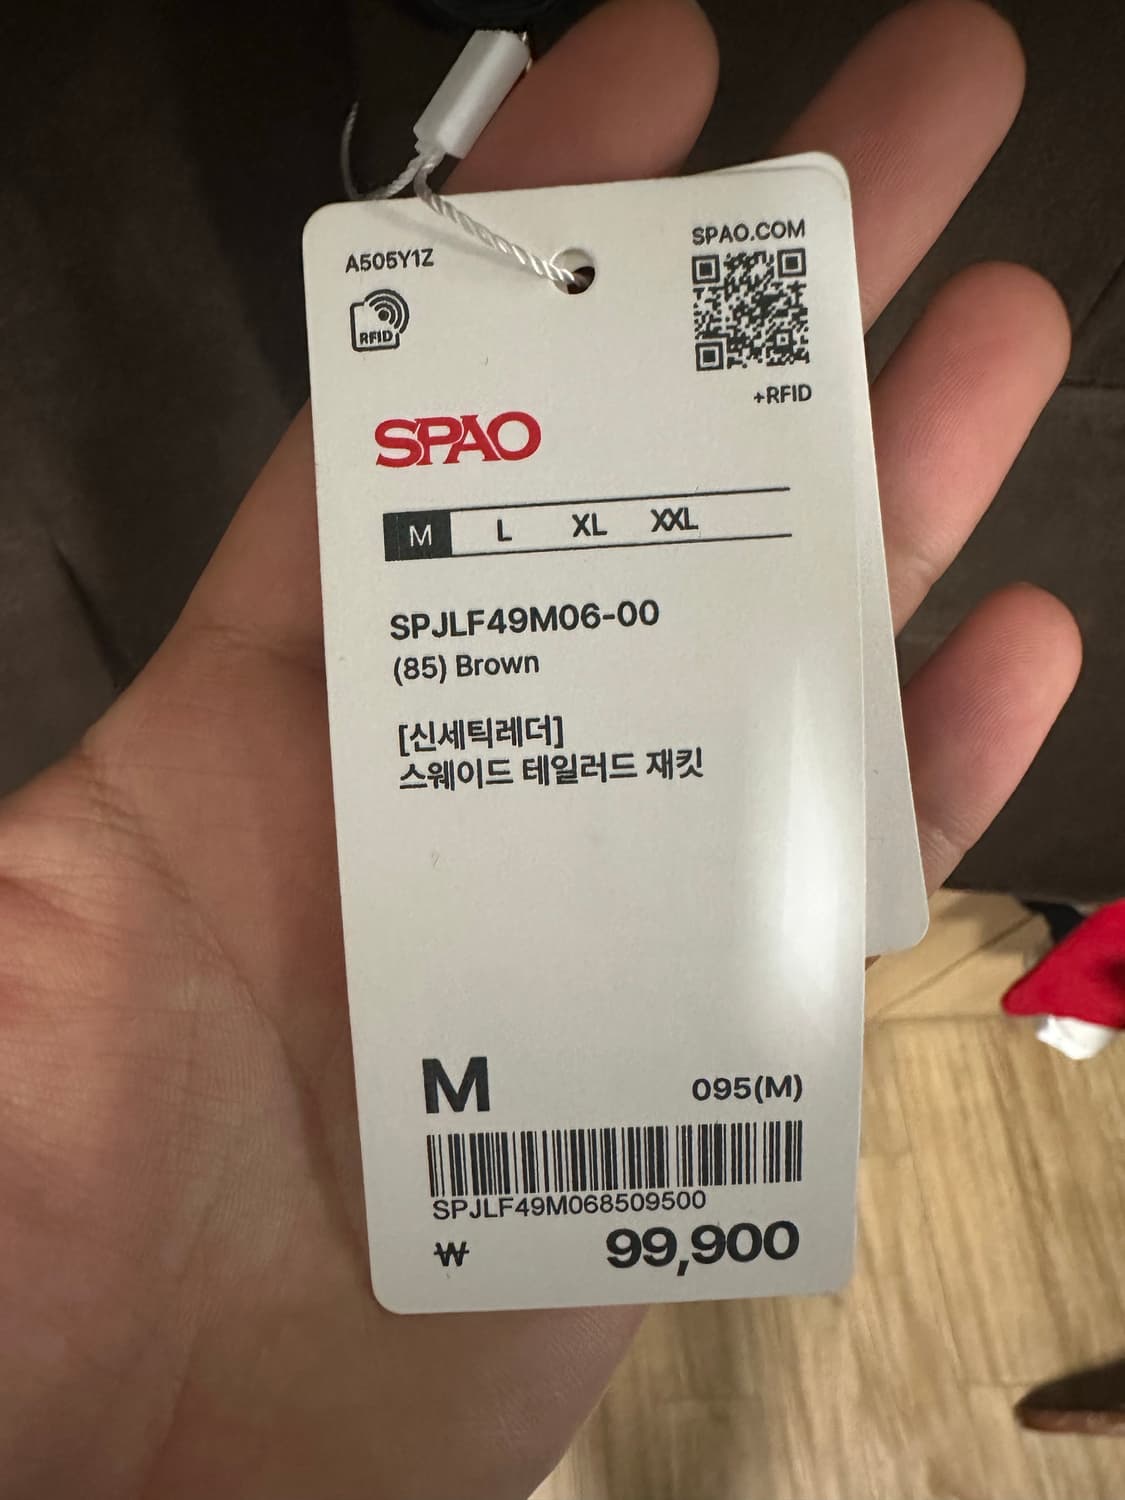 A505Y1Z
RFID
SPAO.COM
+RFID
SPAO
M L XL XXL
SPJLF49M06-00
(85) Brown
[신세틱레더]
스웨이드 테일러드 재킷
M 095(M)
SPJLF49M068509500
₩ 99,900